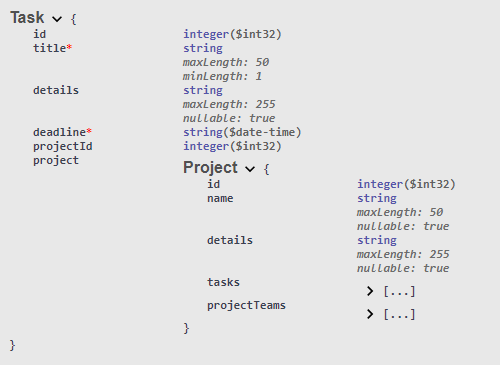 Task {
id integer($int32)
title* string
maxLength: 50
minLength: 1
details string
maxLength: 255
nullable: true
deadline* string($date-time)
projectId integer($int32)
project Project {
id integer($int32)
name string
maxLength: 50
nullable: true
details string
maxLength: 255
nullable: true
tasks [...]
projectTeams [...]
}
}